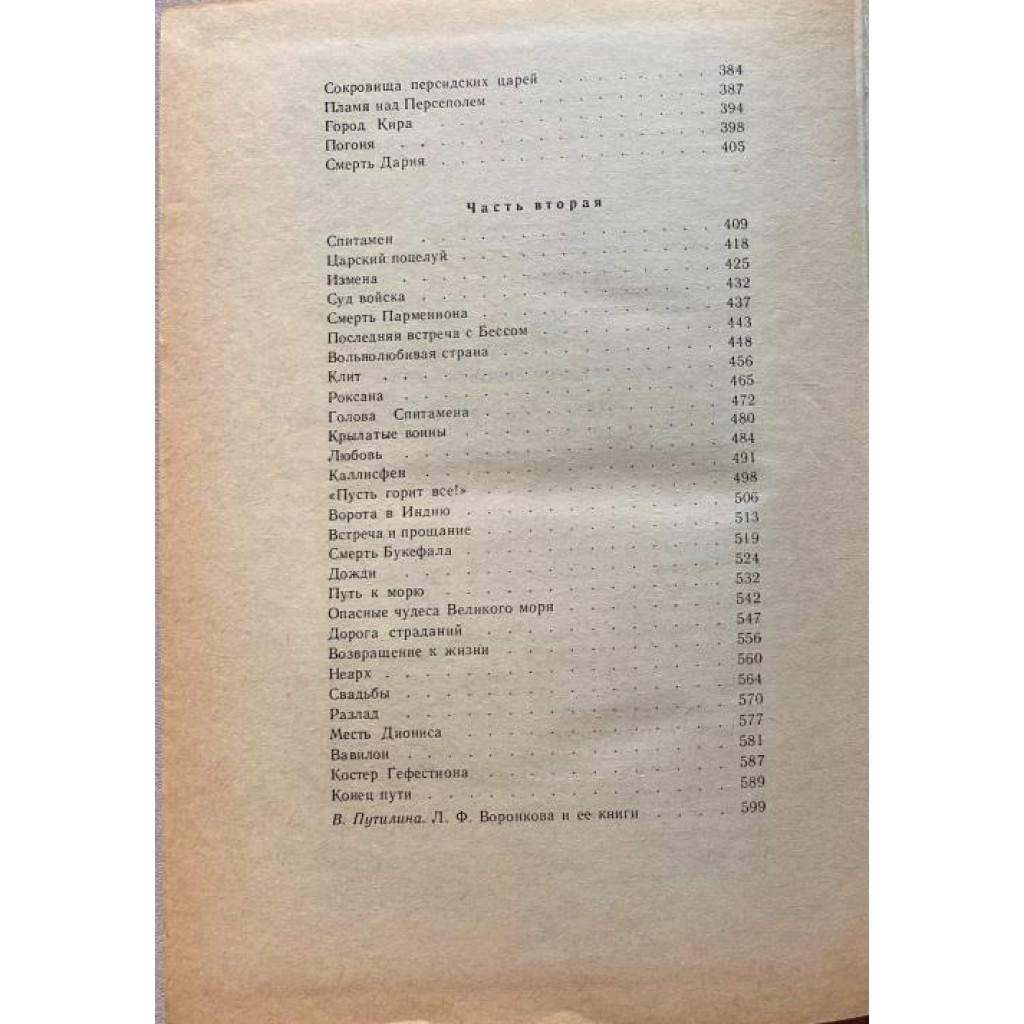 Сокровища персидских царей . . . . . . . . 384
Пламя над Персеполем . . . . . . . . . . 387
Город Кира . . . . . . . . . . . . 394
Погоня . . . . . . . . . . . . . 398
Смерть Дария . . . . . . . . . . . . 405
Часть вторая
Спитамен . . . . . . . . . . . . 409
Царский поцелуй . . . . . . . . . . . 418
Измена . . . . . . . . . . . . . 425
Суд войска . . . . . . . . . . . . 432
Смерть Пармениона . . . . . . . . . . 437
Последняя встреча с Бессом . . . . . . . . 443
Вольнолюбивая страна . . . . . . . . . . 448
Клит . . . . . . . . . . . . . . 456
Роксана . . . . . . . . . . . . . 465
Голова Спитамена . . . . . . . . . . 472
Крылатые воины . . . . . . . . . . . 480
Любовь . . . . . . . . . . . . . 484
Каллисфен . . . . . . . . . . . . 491
«Пусть горит все!» . . . . . . . . . . 498
Ворота в Индию . . . . . . . . . . . 506
Встреча и прощание . . . . . . . . . . 513
Смерть Букефала . . . . . . . . . . . 519
Дожди . . . . . . . . . . . . . 524
Путь к морю . . . . . . . . . . . . 532
Опасные чудеса Великого моря . . . . . . . 542
Дорога страданий . . . . . . . . . . 547
Возвращение к жизни . . . . . . . . . . 556
Неарх . . . . . . . . . . . . . . 560
Свадьбы . . . . . . . . . . . . . 564
Разлад . . . . . . . . . . . . . 570
Месть Диониса . . . . . . . . . . . 577
Вавилон . . . . . . . . . . . . . 581
Костер Гефестиона . . . . . . . . . . 587
Конец пути . . . . . . . . . . . . 589
В. Путилина. Л. Ф. Воронкова и ее книги . . . . 599